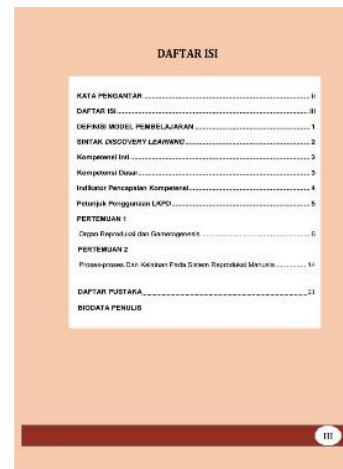 DAFTAR ISI
KATA PENGANTAR ii
DAFTAR ISI iii
DEFINISI MODEL PEMBELAJARAN 1
SINTAK DISCOVERY LEARNING 2
Kompetensi Inti 3
Kompetensi Dasar 3
Indikator Pencapaian Kompetensi 4
Petunjuk Penggunaan LKPD 5
PERTEMUAN 1
Organ Reproduksi dan Gametogenesis 6
PERTEMUAN 2
Proses-proses Dan Kelainan Pada Sistem Reproduksi Manusia 14
DAFTAR PUSTAKA 21
BIODATA PENULIS
III